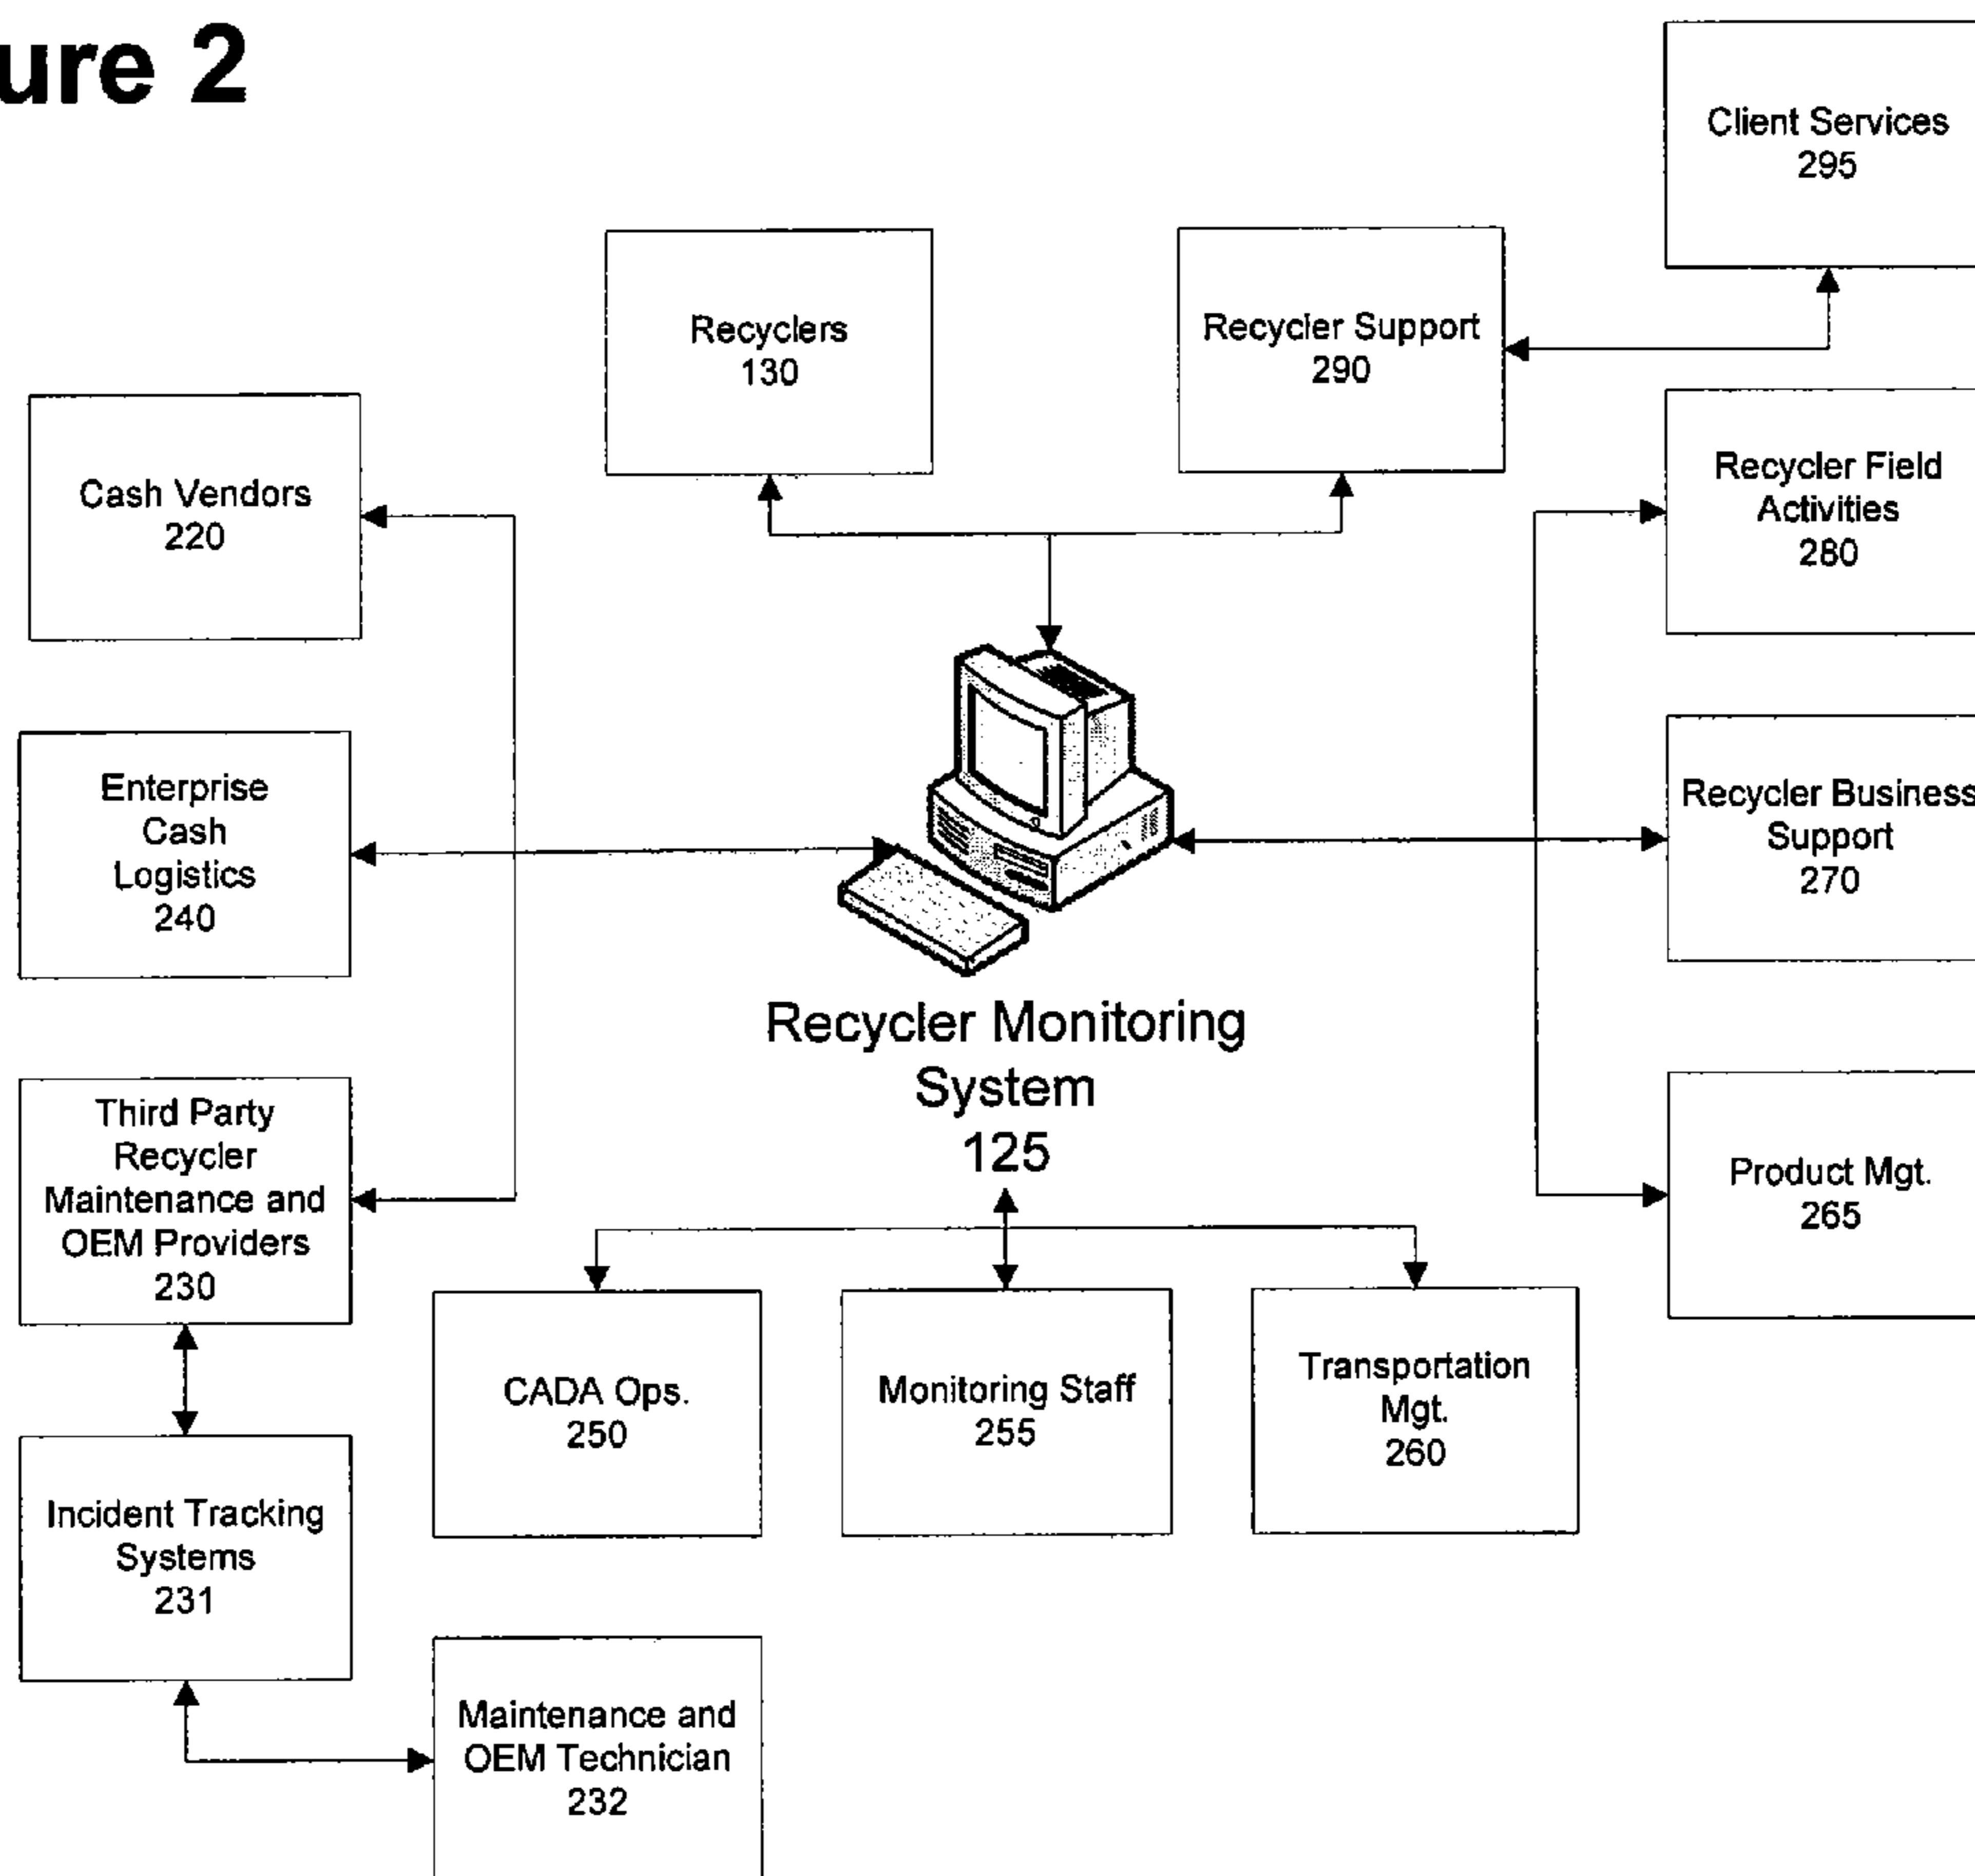 ure 2
Client Services
295
Recyclers
130
Recycler Support
290
Cash Vendors
220
Recycler Field
Activities
280
Enterprise
Cash
Logistics
240
Recycler Business
Support
270
Recycler Monitoring
System
125
Third Party
Recycler
Maintenance and
OEM Providers
230
Product Mgt.
265
CADA Ops.
250
Monitoring Staff
255
Transportation
Mgt.
260
Incident Tracking
Systems
231
Maintenance and
OEM Technician
232